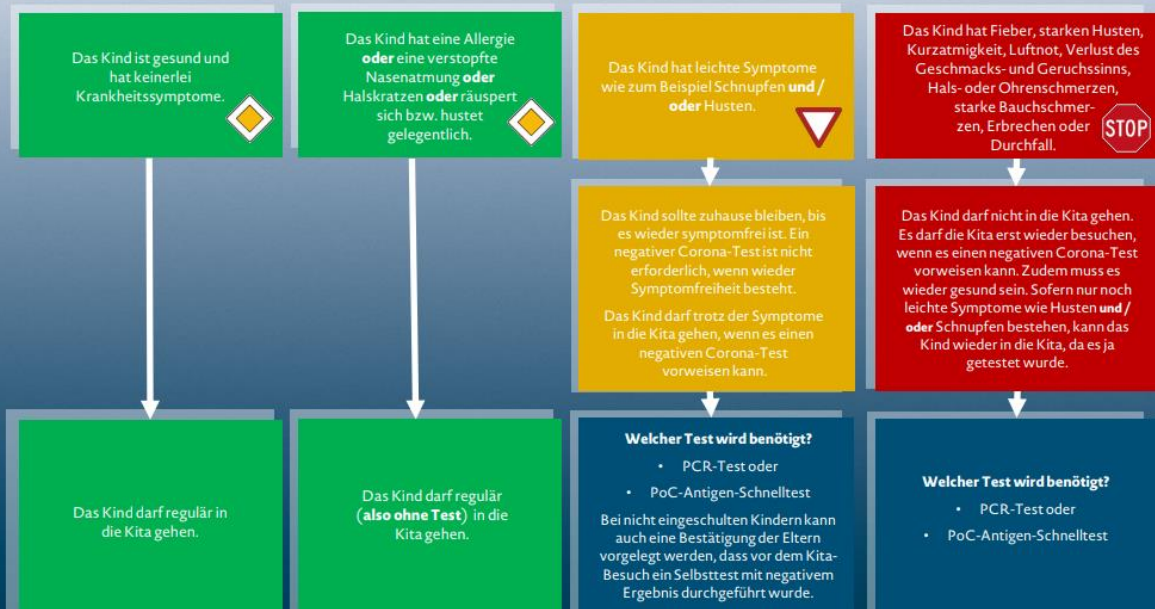 Das Kind ist gesund und
hat keinerlei
Krankheitssymptome.
Das Kind hat eine Allergie
oder eine verstopfte
Nasenatmung oder
Halskratzen oder räuspert
sich bzw. hustet
gelegentlich.
Das Kind hat leichte Symptome
wie zum Beispiel Schnupfen und /
oder Husten.
Das Kind hat Fieber, starken Husten,
Kurzatmigkeit, Luftnot, Verlust des
Geschmacks- und Geruchssinns,
Hals- oder Ohrenschmerzen,
starke Bauchschmer-
zen, Erbrechen oder
Durchfall.
STOP
Das Kind sollte zuhause bleiben, bis
es wieder symptomfrei ist. Ein
negativer Corona-Test ist nicht
erforderlich, wenn wieder
Symptomfreiheit besteht.
Das Kind darf trotz der Symptome
in die Kita gehen, wenn es einen
negativen Corona-Test
vorweisen kann.
Das Kind darf nicht in die Kita gehen.
Es darf die Kita erst wieder besuchen,
wenn es einen negativen Corona-Test
vorweisen kann. Zudem muss es
wieder gesund sein. Sofern nur noch
leichte Symptome wie Husten und /
oder Schnupfen bestehen, kann das
Kind wieder in die Kita, da es ja
getestet wurde.
Das Kind darf regulär in
die Kita gehen.
Das Kind darf regulär
(also ohne Test) in die
Kita gehen.
Welcher Test wird benötigt?
• PCR-Test oder
• PoC-Antigen-Schnelltest
Bei nicht eingeschulten Kindern kann
auch eine Bestätigung der Eltern
vorgelegt werden, dass vor dem Kita-
Besuch ein Selbsttest mit negativem
Ergebnis durchgeführt wurde.
Welcher Test wird benötigt?
• PCR-Test oder
• PoC-Antigen-Schnelltest